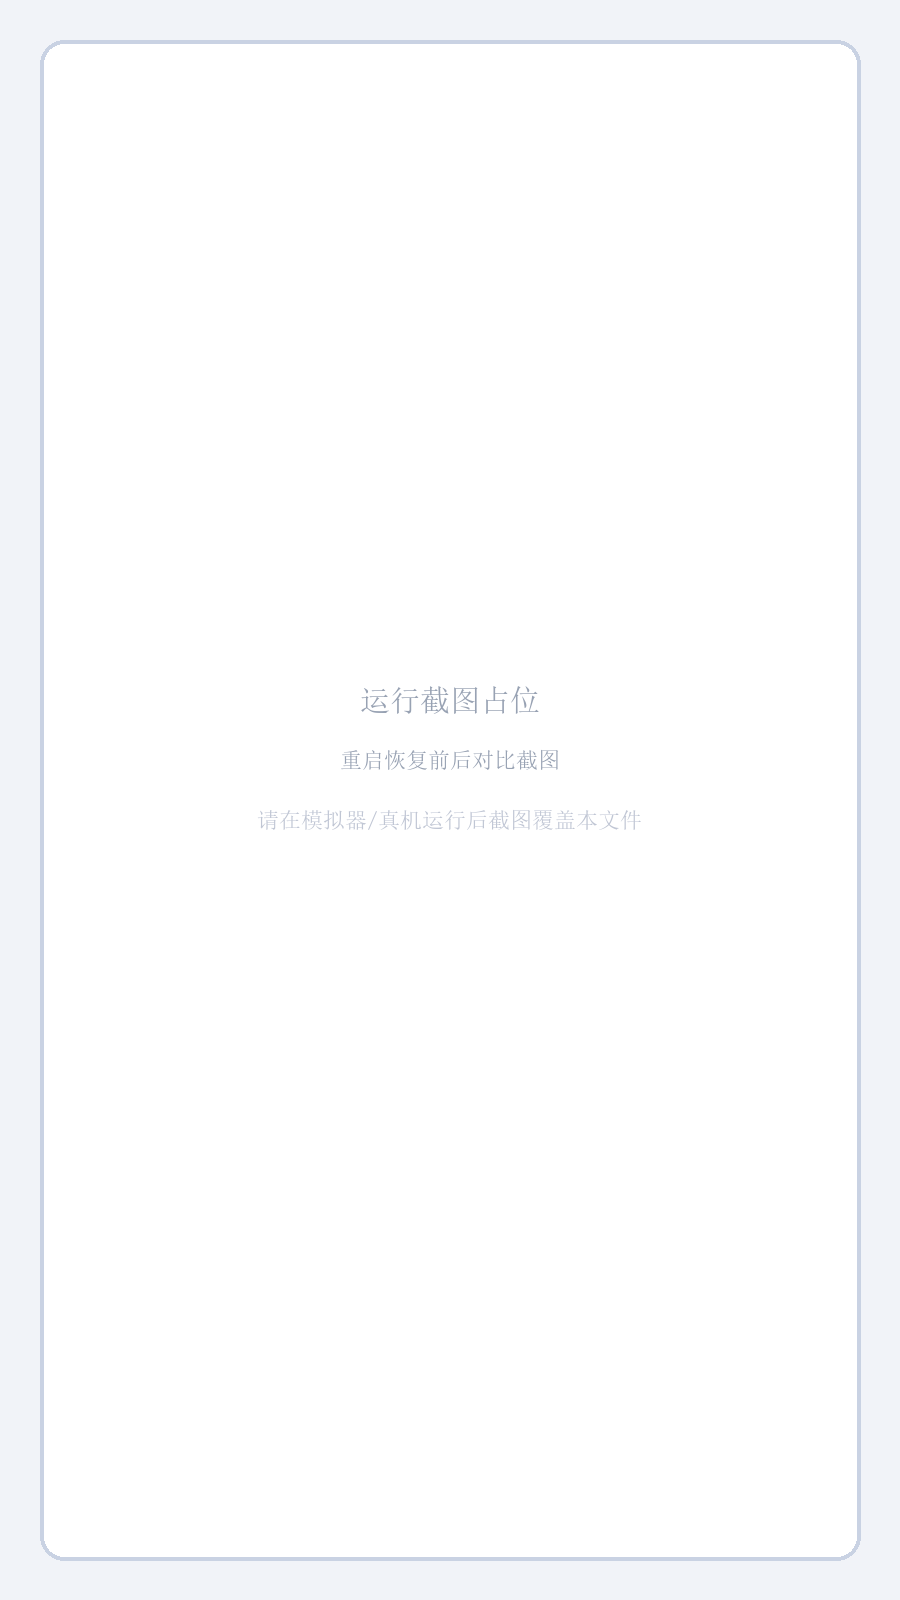 运行截图占位
重启恢复前后对比截图
请在模拟器/真机运行后截图覆盖本文件